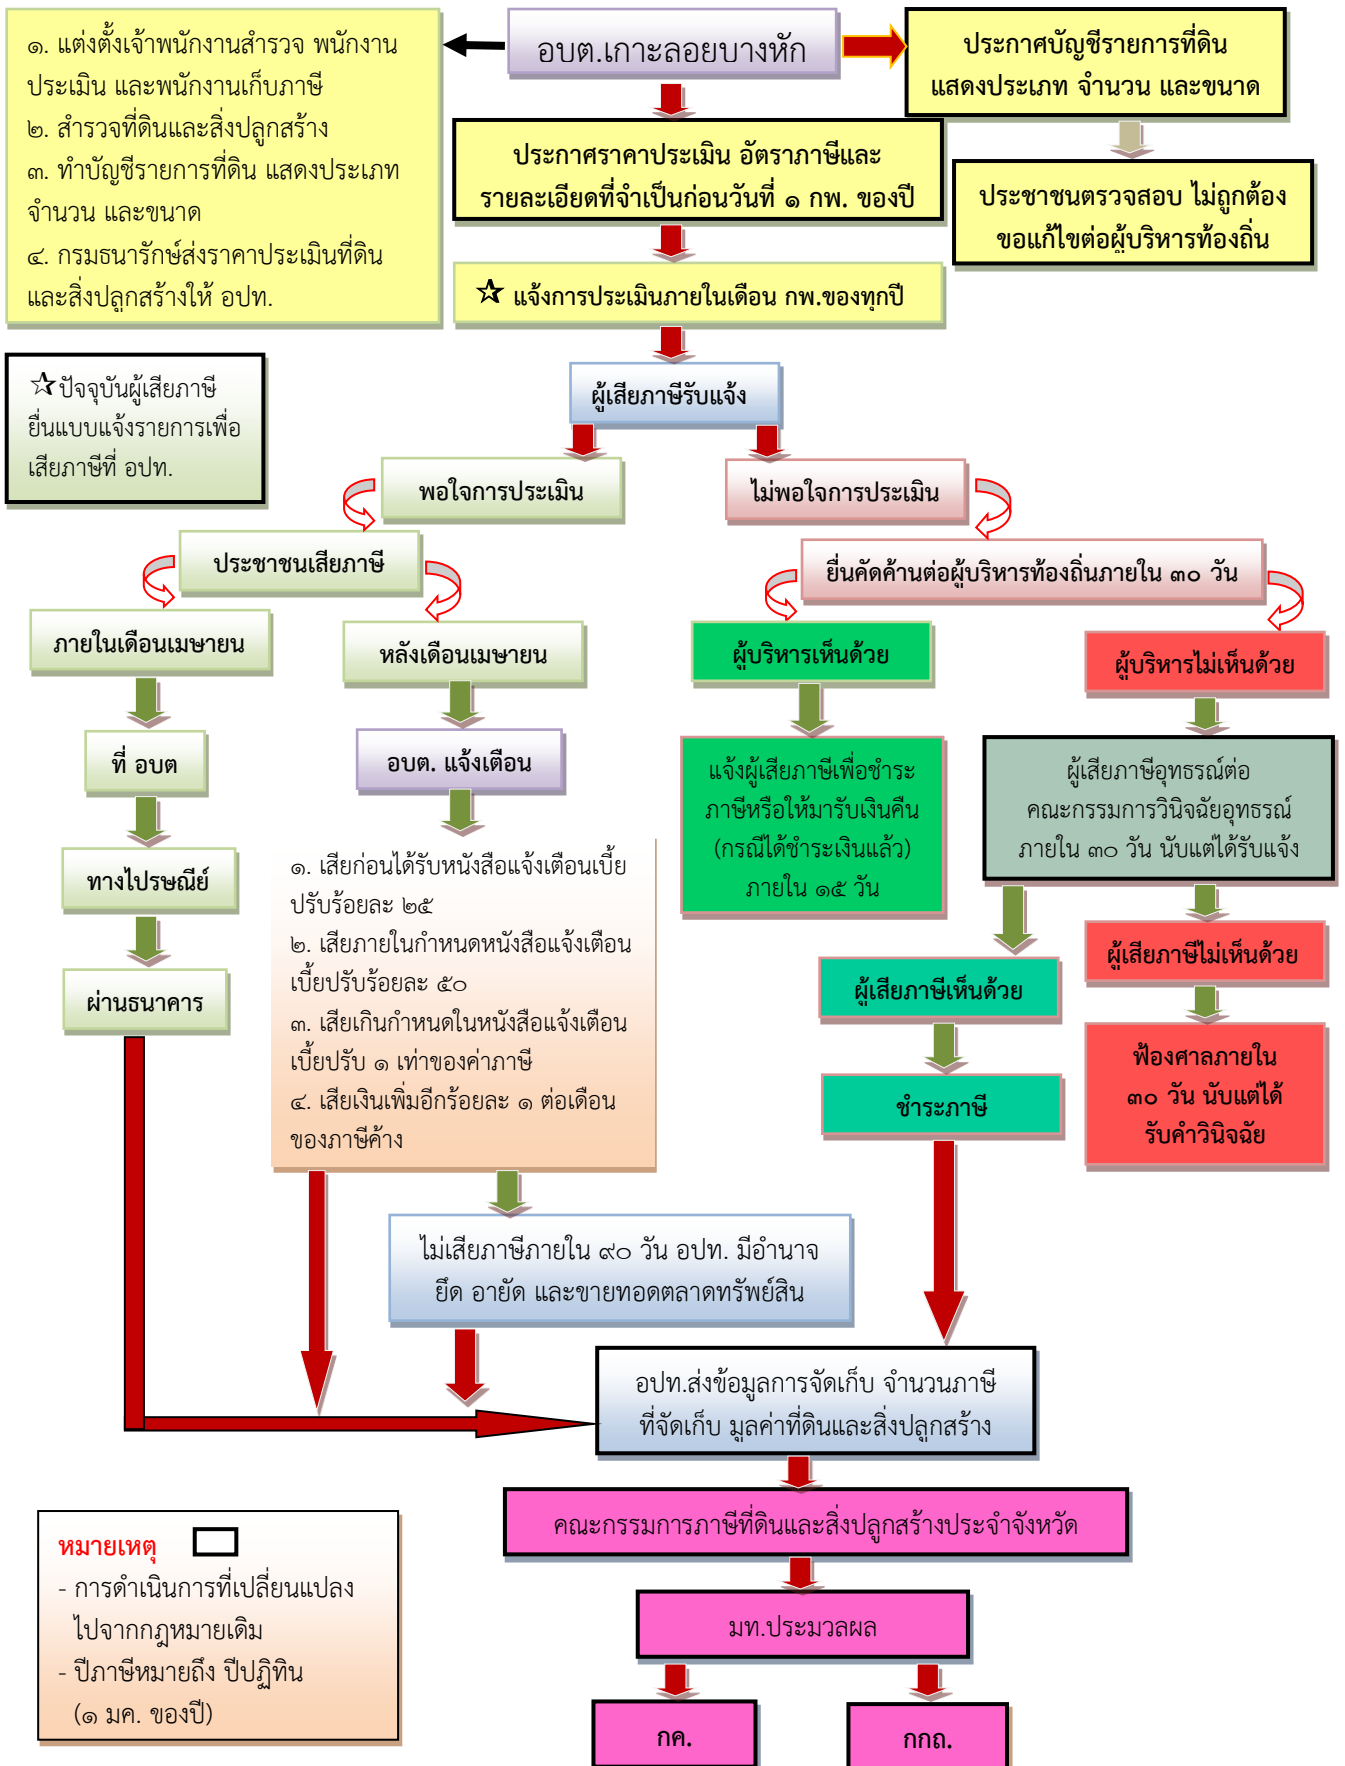 ๑. แต่งตั้งเจ้าพนักงานสำรวจ พนักงาน
ประเมิน และพนักงานเก็บภาษี
๒. สำรวจที่ดินและสิ่งปลูกสร้าง
๓. ทำบัญชีรายการที่ดิน แสดงประเภท
จำนวน และขนาด
๔. กรมธนารักษ์ส่งราคาประเมินที่ดิน
และสิ่งปลูกสร้างให้ อปท.
อบต.เกาะลอยบางหัก
ประกาศบัญชีรายการที่ดิน
แสดงประเภท จำนวน และขนาด
ประกาศราคาประเมิน อัตราภาษีและ
รายละเอียดที่จำเป็นก่อนวันที่ ๑ กพ. ของปี
ประชาชนตรวจสอบ ไม่ถูกต้อง
ขอแก้ไขต่อผู้บริหารท้องถิ่น
☆ แจ้งการประเมินภายในเดือน กพ.ของทุกปี
☆ ปัจจุบันผู้เสียภาษี
ยื่นแบบแจ้งรายการเพื่อ
เสียภาษีที่ อปท.
ผู้เสียภาษีรับแจ้ง
พอใจการประเมิน
ไม่พอใจการประเมิน
ประชาชนเสียภาษี
ยื่นคัดค้านต่อผู้บริหารท้องถิ่นภายใน ๓๐ วัน
ภายในเดือนเมษายน
หลังเดือนเมษายน
ผู้บริหารเห็นด้วย
ผู้บริหารไม่เห็นด้วย
ที่ อบต
อบต. แจ้งเตือน
แจ้งผู้เสียภาษีเพื่อชำระ
ภาษีหรือให้มารับเงินคืน
(กรณีได้ชำระเงินแล้ว)
ภายใน ๑๕ วัน
ผู้เสียภาษีอุทธรณ์ต่อ
คณะกรรมการวินิจฉัยอุทธรณ์
ภายใน ๓๐ วัน นับแต่ได้รับแจ้ง
ทางไปรษณีย์
๑. เสียก่อนได้รับหนังสือแจ้งเตือนเบี้ย
ปรับร้อยละ ๒๕
๒. เสียภายในกำหนดหนังสือแจ้งเตือน
เบี้ยปรับร้อยละ ๕๐
๓. เสียเกินกำหนดในหนังสือแจ้งเตือน
เบี้ยปรับ ๑ เท่าของค่าภาษี
๔. เสียเงินเพิ่มอีกร้อยละ ๑ ต่อเดือน
ของภาษีค้าง
ผ่านธนาคาร
ผู้เสียภาษีเห็นด้วย
ผู้เสียภาษีไม่เห็นด้วย
ชำระภาษี
ฟ้องศาลภายใน
๓๐ วัน นับแต่ได้
รับคำวินิจฉัย
ไม่เสียภาษีภายใน ๙๐ วัน อปท. มีอำนาจ
ยึด อายัด และขายทอดตลาดทรัพย์สิน
อปท.ส่งข้อมูลการจัดเก็บ จำนวนภาษี
ที่จัดเก็บ มูลค่าที่ดินและสิ่งปลูกสร้าง
คณะกรรมการภาษีที่ดินและสิ่งปลูกสร้างประจำจังหวัด
มท.ประมวลผล
กค.
กกถ.
หมายเหตุ
- การดำเนินการที่เปลี่ยนแปลง
ไปจากกฎหมายเดิม
- ปีภาษีหมายถึง ปีปฏิทิน
(๑ มค. ของปี)